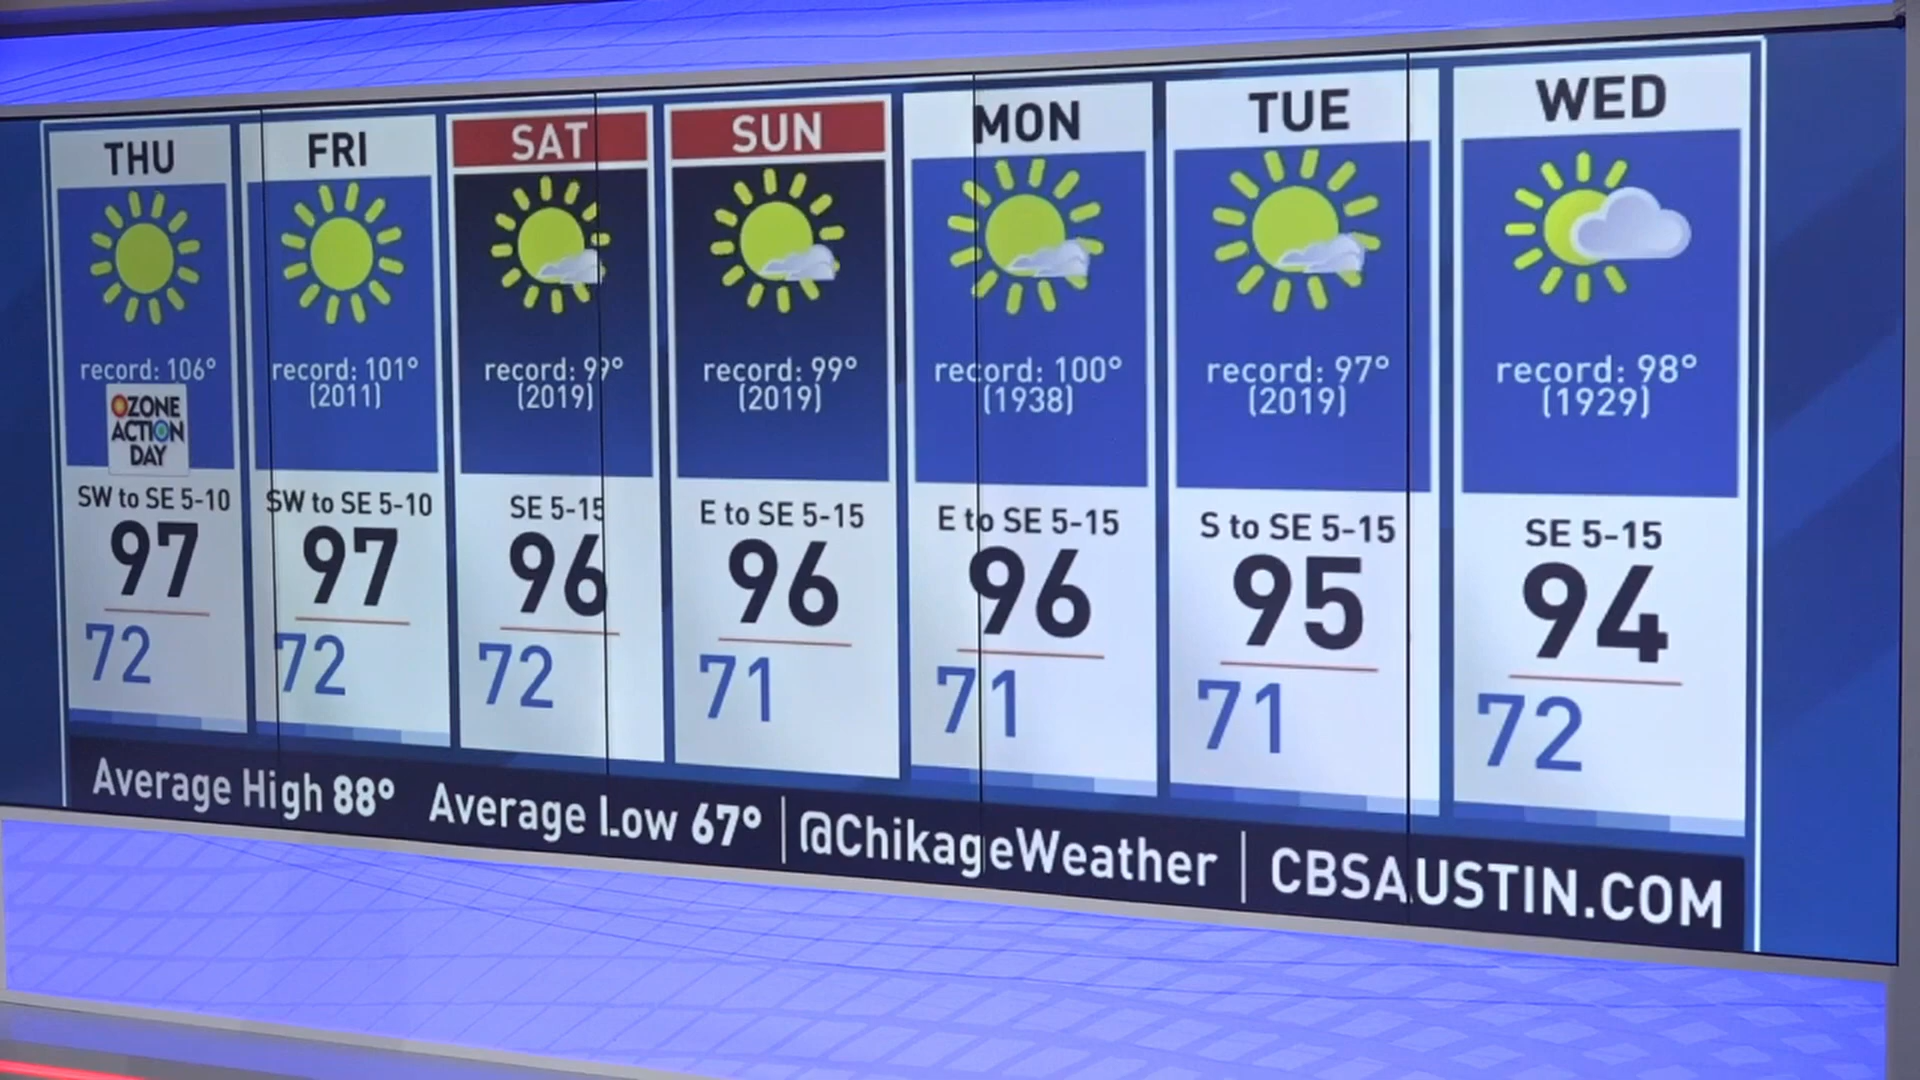 THU
record: 106°
OZONE
ACTION
DAY
SW to SE 5-10
97
72
FRI
record: 101°
(2011)
SW to SE 5-10
97
72
SAT
record: 99°
(2019)
SE 5-15
96
72
SUN
record: 99°
(2019)
E to SE 5-15
96
71
MON
record: 100°
(1938)
E to SE 5-15
96
71
TUE
record: 97°
(2019)
S to SE 5-15
95
71
WED
record: 98°
(1929)
SE 5-15
94
72
Average High 88° Average Low 67° | @ChikageWeather | CBSAUSTIN.COM